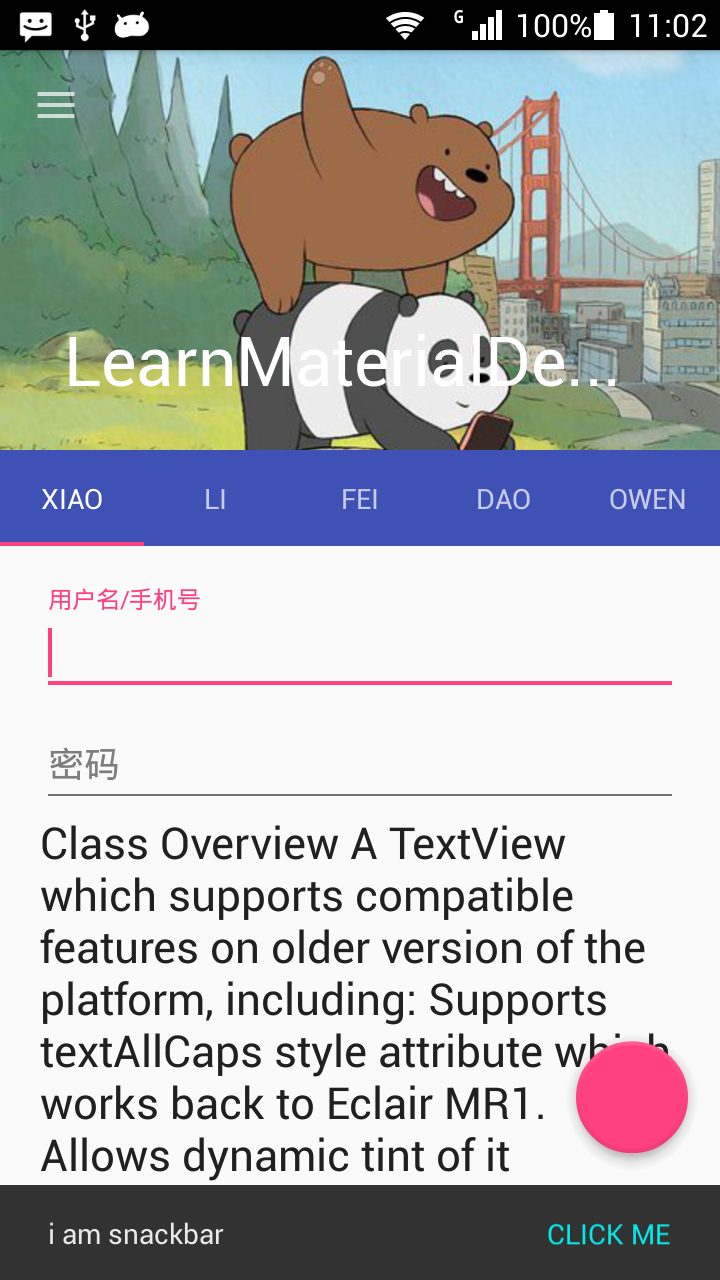 G 100% 11:02
LearnMaterialDe...
XIAO LI FEI DAO OWEN
用户名/手机号
密码
Class Overview A TextView
which supports compatible
features on older version of the
platform, including: Supports
textAllCaps style attribute which
works back to Eclair MR1.
Allows dynamic tint of it
i am snackbar CLICK ME